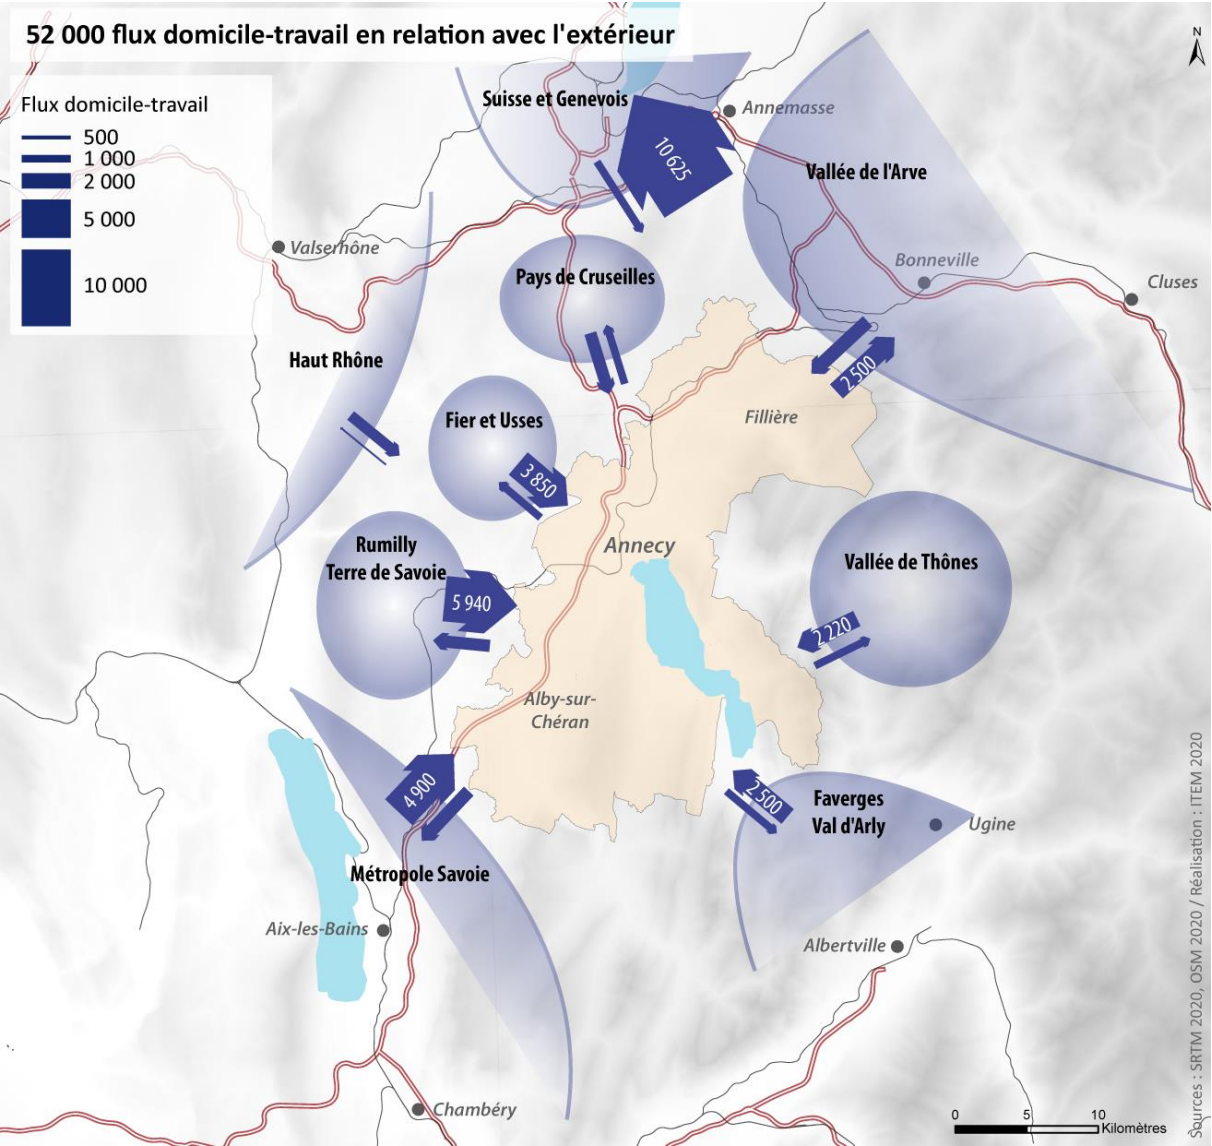 52 000 flux domicile-travail en relation avec l'extérieur
Flux domicile-travail
500
1 000
2 000
5 000
10 000
N
Suisse et Genevois
Annemasse
10 625
Vallée de l'Arve
Valserhône
Pays de Cruseilles
Bonneville
Cluses
Haut Rhône
2 500
Fillière
Fier et Usses
3 850
Annecy
Rumilly
Terre de Savoie
5 940
Vallée de Thônes
2 220
Alby-sur-
Chéran
4 900
2 500
Faverges
Val d'Arly
Ugine
Métropole Savoie
Aix-les-Bains
Albertville
Chambéry
0 5 10
Kilomètres
Sources : SRTM 2020, OSM 2020 / Réalisation : ITEM 2020